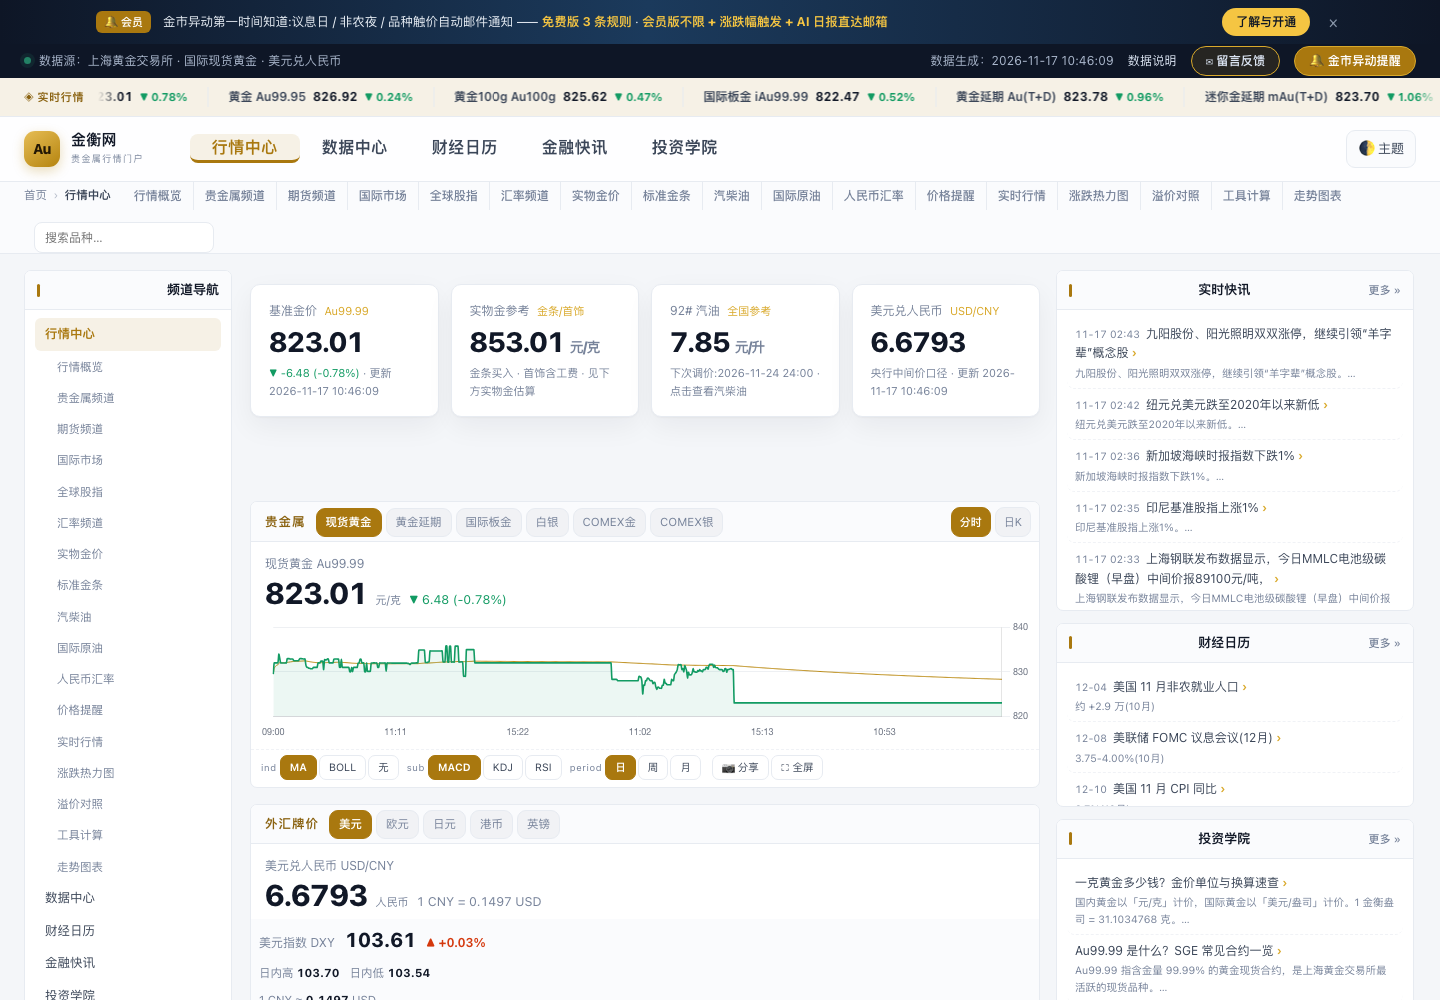 会员 金市异动第一时间知道:议息日 / 非农夜 / 品种触价自动邮件通知 —— 免费版 3 条规则 · 会员版不限 + 涨跌幅触发 + AI 日报直达邮箱 了解与开通 ×
数据源：上海黄金交易所 · 国际现货黄金 · 美元兑人民币 数据生成：2026-11-17 10:46:09 数据说明 ✉ 留言反馈 金市异动提醒
◈ 实时行情 3.01 ▼ 0.78% 黄金 Au99.95 826.92 ▼ 0.24% 黄金100g Au100g 825.62 ▼ 0.47% 国际板金 iAu99.99 822.47 ▼ 0.52% 黄金延期 Au(T+D) 823.78 ▼ 0.96% 迷你金延期 mAu(T+D) 823.70 ▼ 1.06%
Au 金衡网
贵金属行情门户
行情中心 数据中心 财经日历 金融快讯 投资学院 主题
首页 › 行情中心 行情概览 贵金属频道 期货频道 国际市场 全球股指 汇率频道 实物金价 标准金条 汽柴油 国际原油 人民币汇率 价格提醒 实时行情 涨跌热力图 溢价对照 工具计算 走势图表
搜索品种...
频道导航
行情中心
行情概览
贵金属频道
期货频道
国际市场
全球股指
汇率频道
实物金价
标准金条
汽柴油
国际原油
人民币汇率
价格提醒
实时行情
涨跌热力图
溢价对照
工具计算
走势图表
数据中心
财经日历
金融快讯
投资学院
基准金价 Au99.99
823.01
▼ -6.48 (-0.78%) · 更新
2026-11-17 10:46:09
实物金参考 金条/首饰
853.01 元/克
金条买入 · 首饰含工费 · 见下
方实物金估算
92# 汽油 全国参考
7.85 元/升
下次调价:2026-11-24 24:00 ·
点击查看汽柴油
美元兑人民币 USD/CNY
6.6793
央行中间价口径 · 更新 2026-
11-17 10:46:09
贵金属 现货黄金 黄金延期 国际板金 白银 COMEX金 COMEX银 分时 日K
现货黄金 Au99.99
823.01 元/克 ▼ 6.48 (-0.78%)
840
830
820
09:00 11:11 15:22 11:02 15:13 10:53
ind MA BOLL 无 sub MACD KDJ RSI period 日 周 月 分享 ⛶ 全屏
外汇牌价 美元 欧元 日元 港币 英镑
美元兑人民币 USD/CNY
6.6793 人民币 1 CNY = 0.1497 USD
美元指数 DXY 103.61 ▲ +0.03%
日内高 103.70 日内低 103.54
1 CNY ≈ 0.1497 USD
实时快讯 更多 »
11-17 02:43 九阳股份、阳光照明双双涨停，继续引领“羊字
辈”概念股 ›
九阳股份、阳光照明双双涨停，继续引领“羊字辈”概念股。...
11-17 02:42 纽元兑美元跌至2020年以来新低 ›
纽元兑美元跌至2020年以来新低。...
11-17 02:36 新加坡海峡时报指数下跌1% ›
新加坡海峡时报指数下跌1%。...
11-17 02:35 印尼基准股指上涨1% ›
印尼基准股指上涨1%。...
11-17 02:33 上海钢联发布数据显示，今日MMLC电池级碳
酸锂（早盘）中间价报89100元/吨， ›
上海钢联发布数据显示，今日MMLC电池级碳酸锂（早盘）中间价报
财经日历 更多 »
12-04 美国 11 月非农就业人口 ›
约 +2.9 万(10月)
12-08 美联储 FOMC 议息会议(12月) ›
3.75-4.00%(10月)
12-10 美国 11 月 CPI 同比 ›
投资学院 更多 »
一克黄金多少钱？金价单位与换算速查 ›
国内黄金以「元/克」计价，国际黄金以「美元/盎司」计价。1 金衡盎
司 = 31.1034768 克。...
Au99.99 是什么？SGE 常见合约一览 ›
Au99.99 指含金量 99.99% 的黄金现货合约，是上海黄金交易所最
活跃的现货品种。...